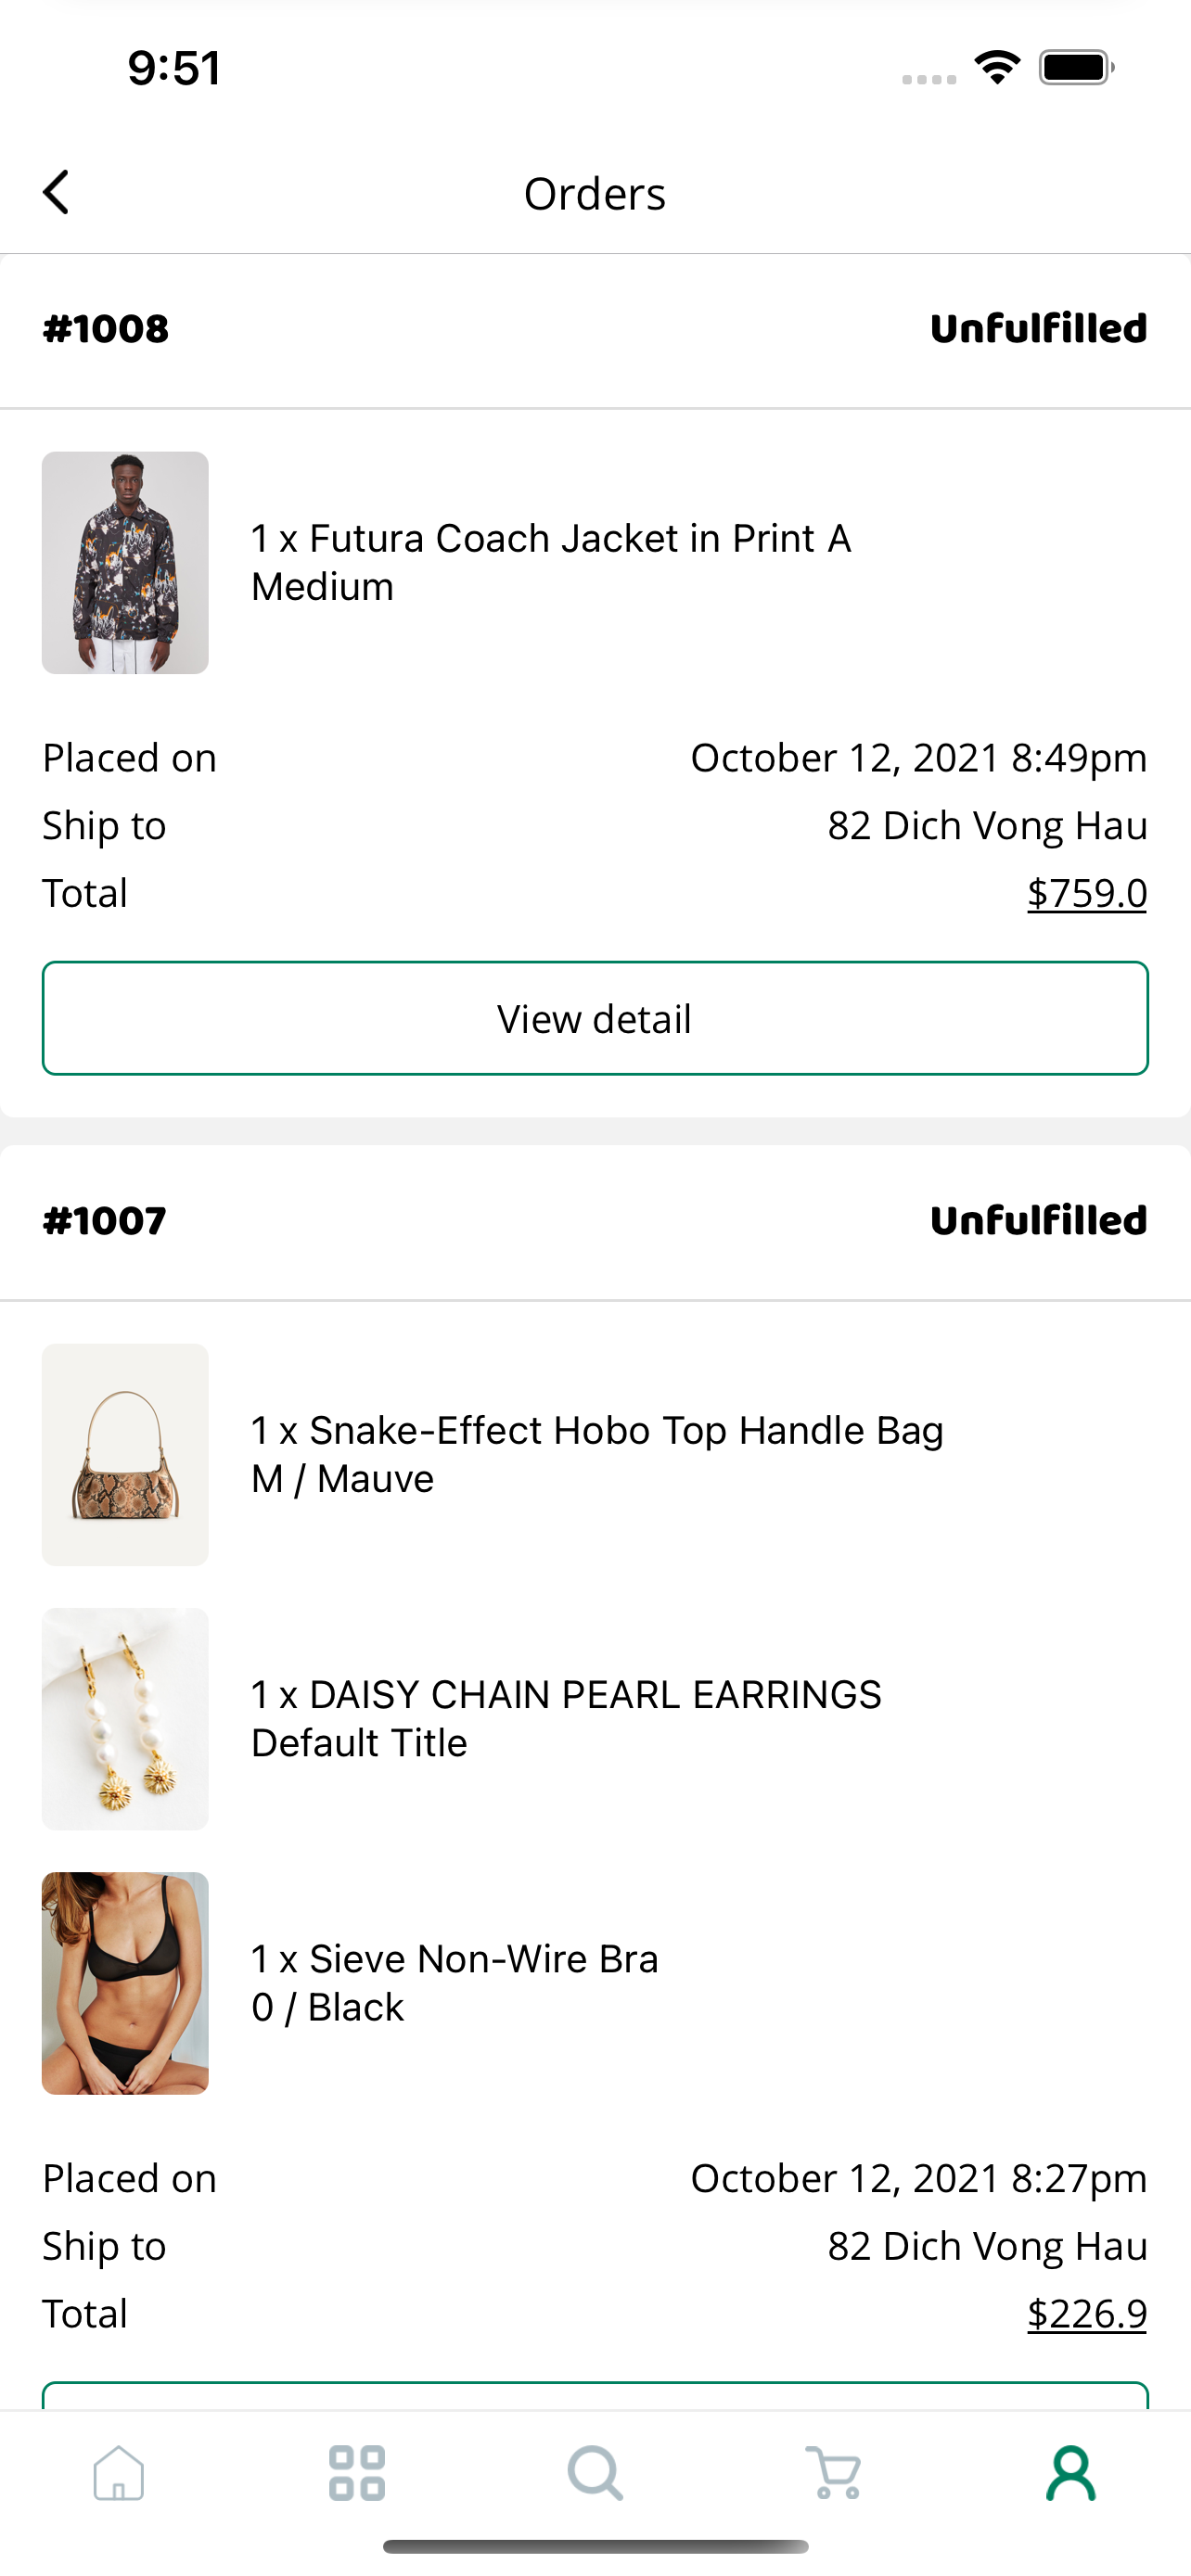 9:51
Orders
#1008 Unfulfilled
1 x Futura Coach Jacket in Print A
Medium
Placed on October 12, 2021 8:49pm
Ship to 82 Dich Vong Hau
Total $759.0
View detail
#1007 Unfulfilled
1 x Snake-Effect Hobo Top Handle Bag
M / Mauve
1 x DAISY CHAIN PEARL EARRINGS
Default Title
1 x Sieve Non-Wire Bra
0 / Black
Placed on October 12, 2021 8:27pm
Ship to 82 Dich Vong Hau
Total $226.9